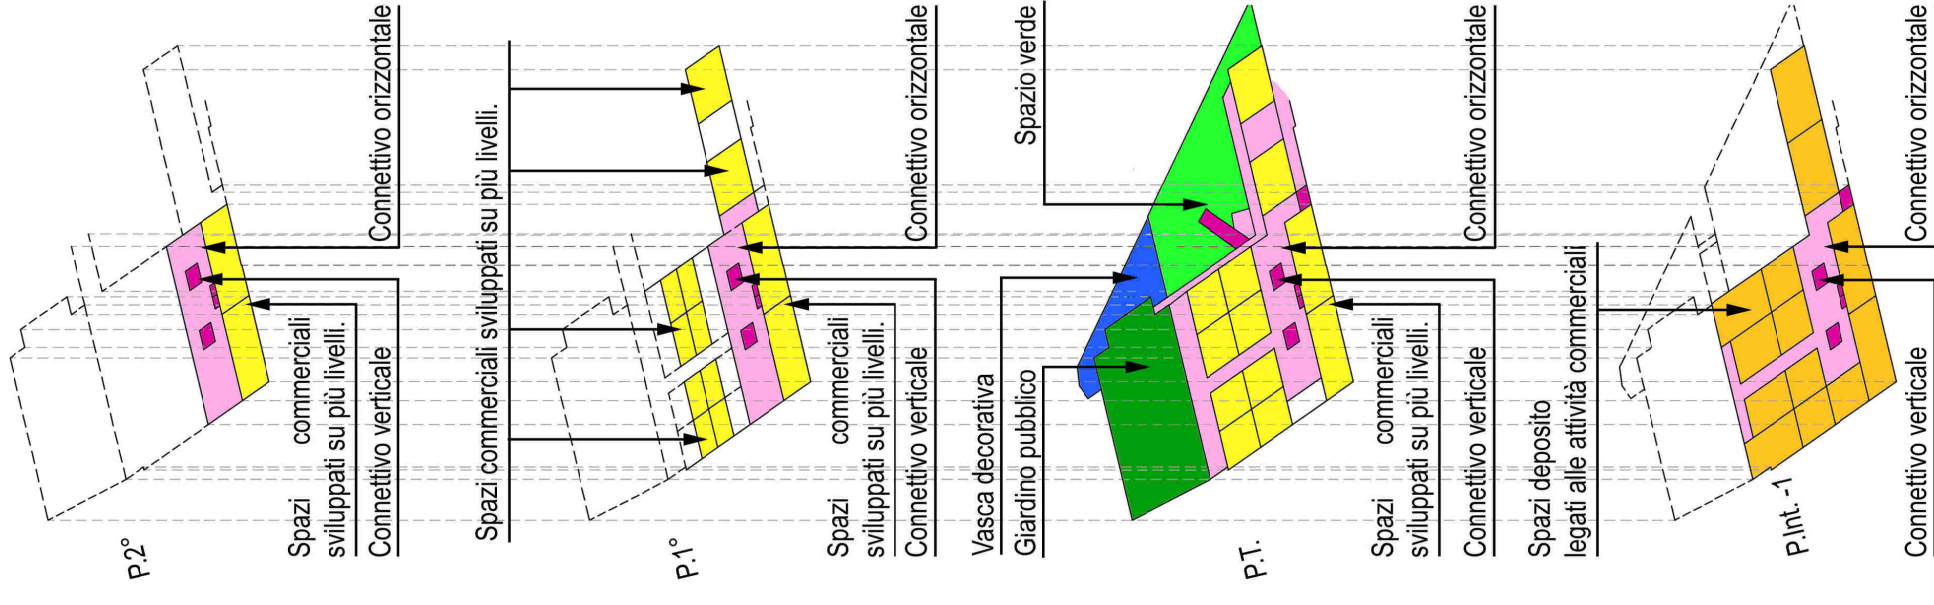 P.2°
Spazi commerciali
sviluppati su più livelli.
Connettivo verticale
Connettivo orizzontale
Spazi commerciali sviluppati su più livelli.
P.1°
Spazi commerciali
sviluppati su più livelli.
Connettivo verticale
Connettivo orizzontale
Vasca decorativa
Giardino pubblico
Spazio verde
P.T.
Spazi commerciali
sviluppati su più livelli.
Connettivo verticale
Connettivo orizzontale
Spazi deposito
legati alle attività commerciali
P.Int. -1
Connettivo verticale
Connettivo orizzontale